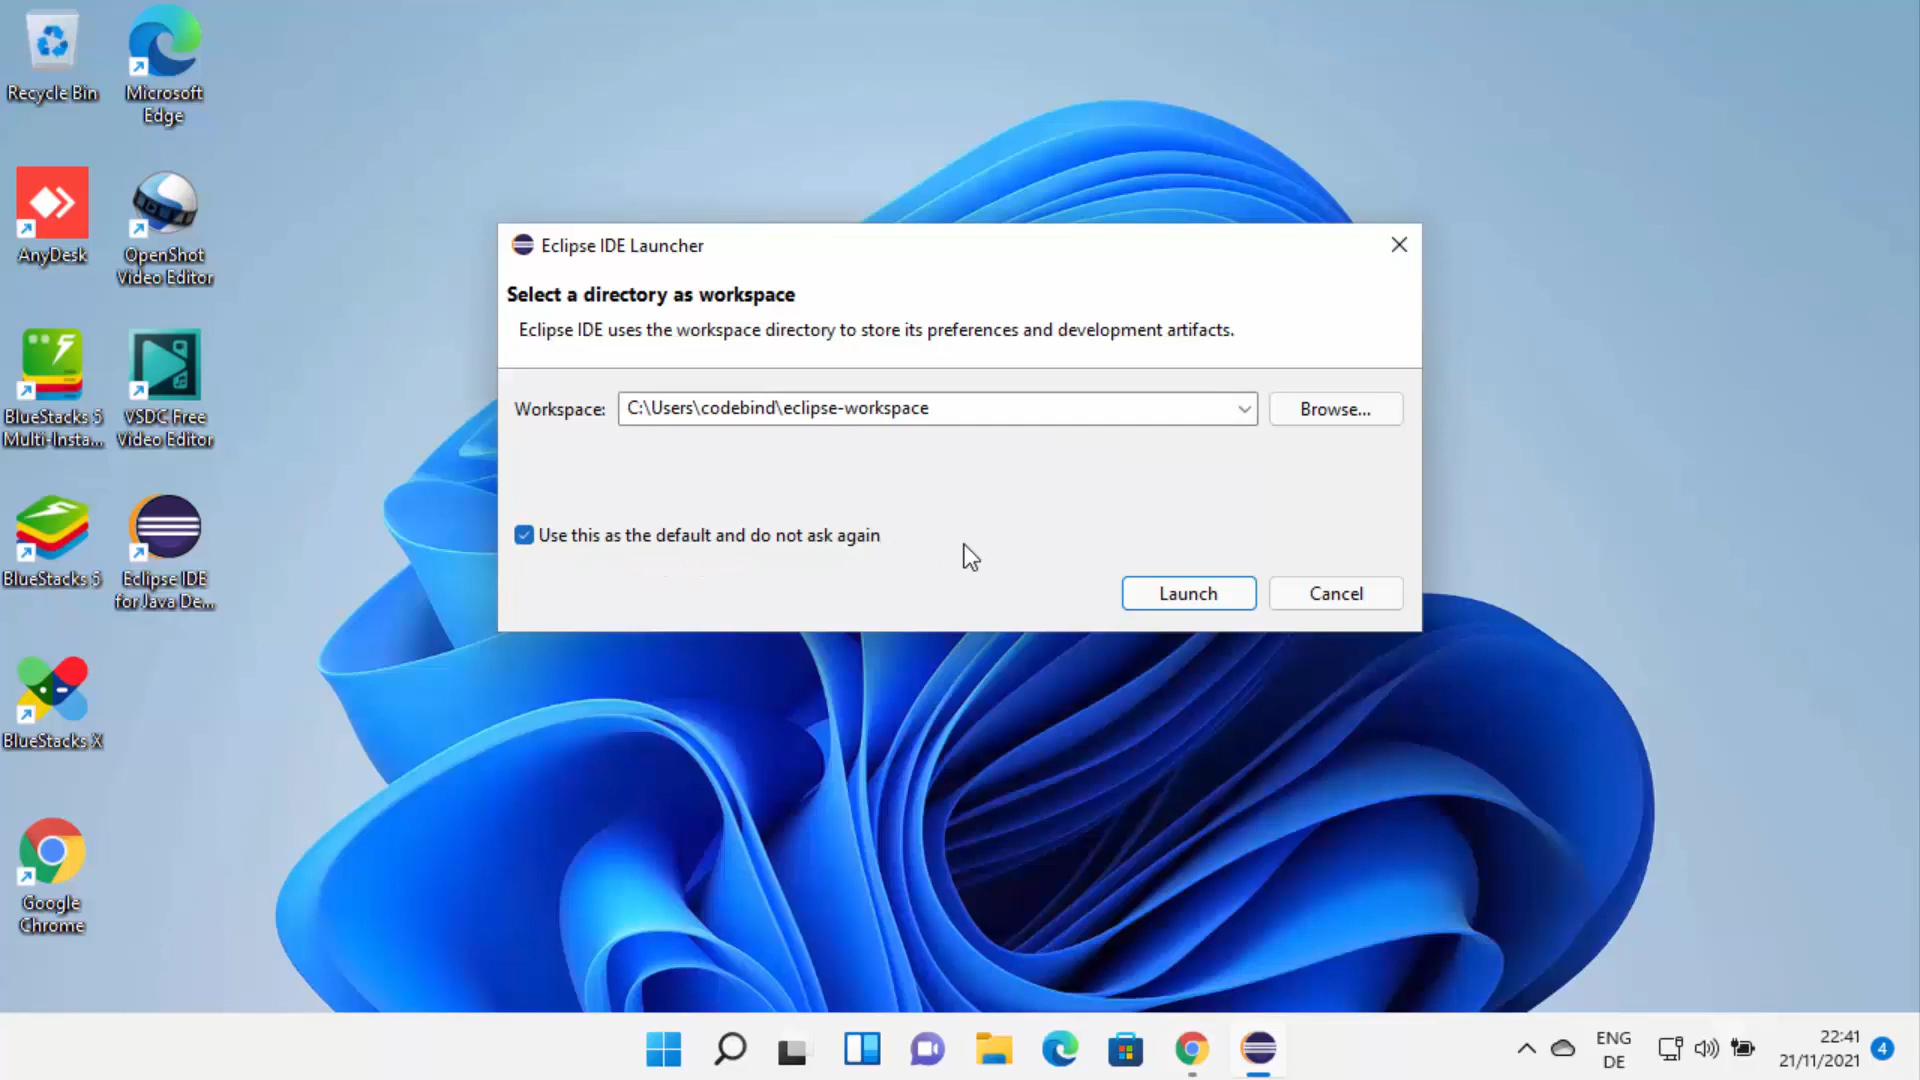 Recycle Bin
Microsoft
Edge
AnyDesk
OpenShot
Video Editor
BlueStacks 5
Multi-Insta...
VSDC Free
Video Editor
BlueStacks 5
Eclipse IDE
for Java De...
BlueStacks X
Google
Chrome
Eclipse IDE Launcher
Select a directory as workspace
Eclipse IDE uses the workspace directory to store its preferences and development artifacts.
Workspace: C:\Users\codebind\eclipse-workspace Browse...
Use this as the default and do not ask again
Launch Cancel
ENG
DE
22:41
21/11/2021
4